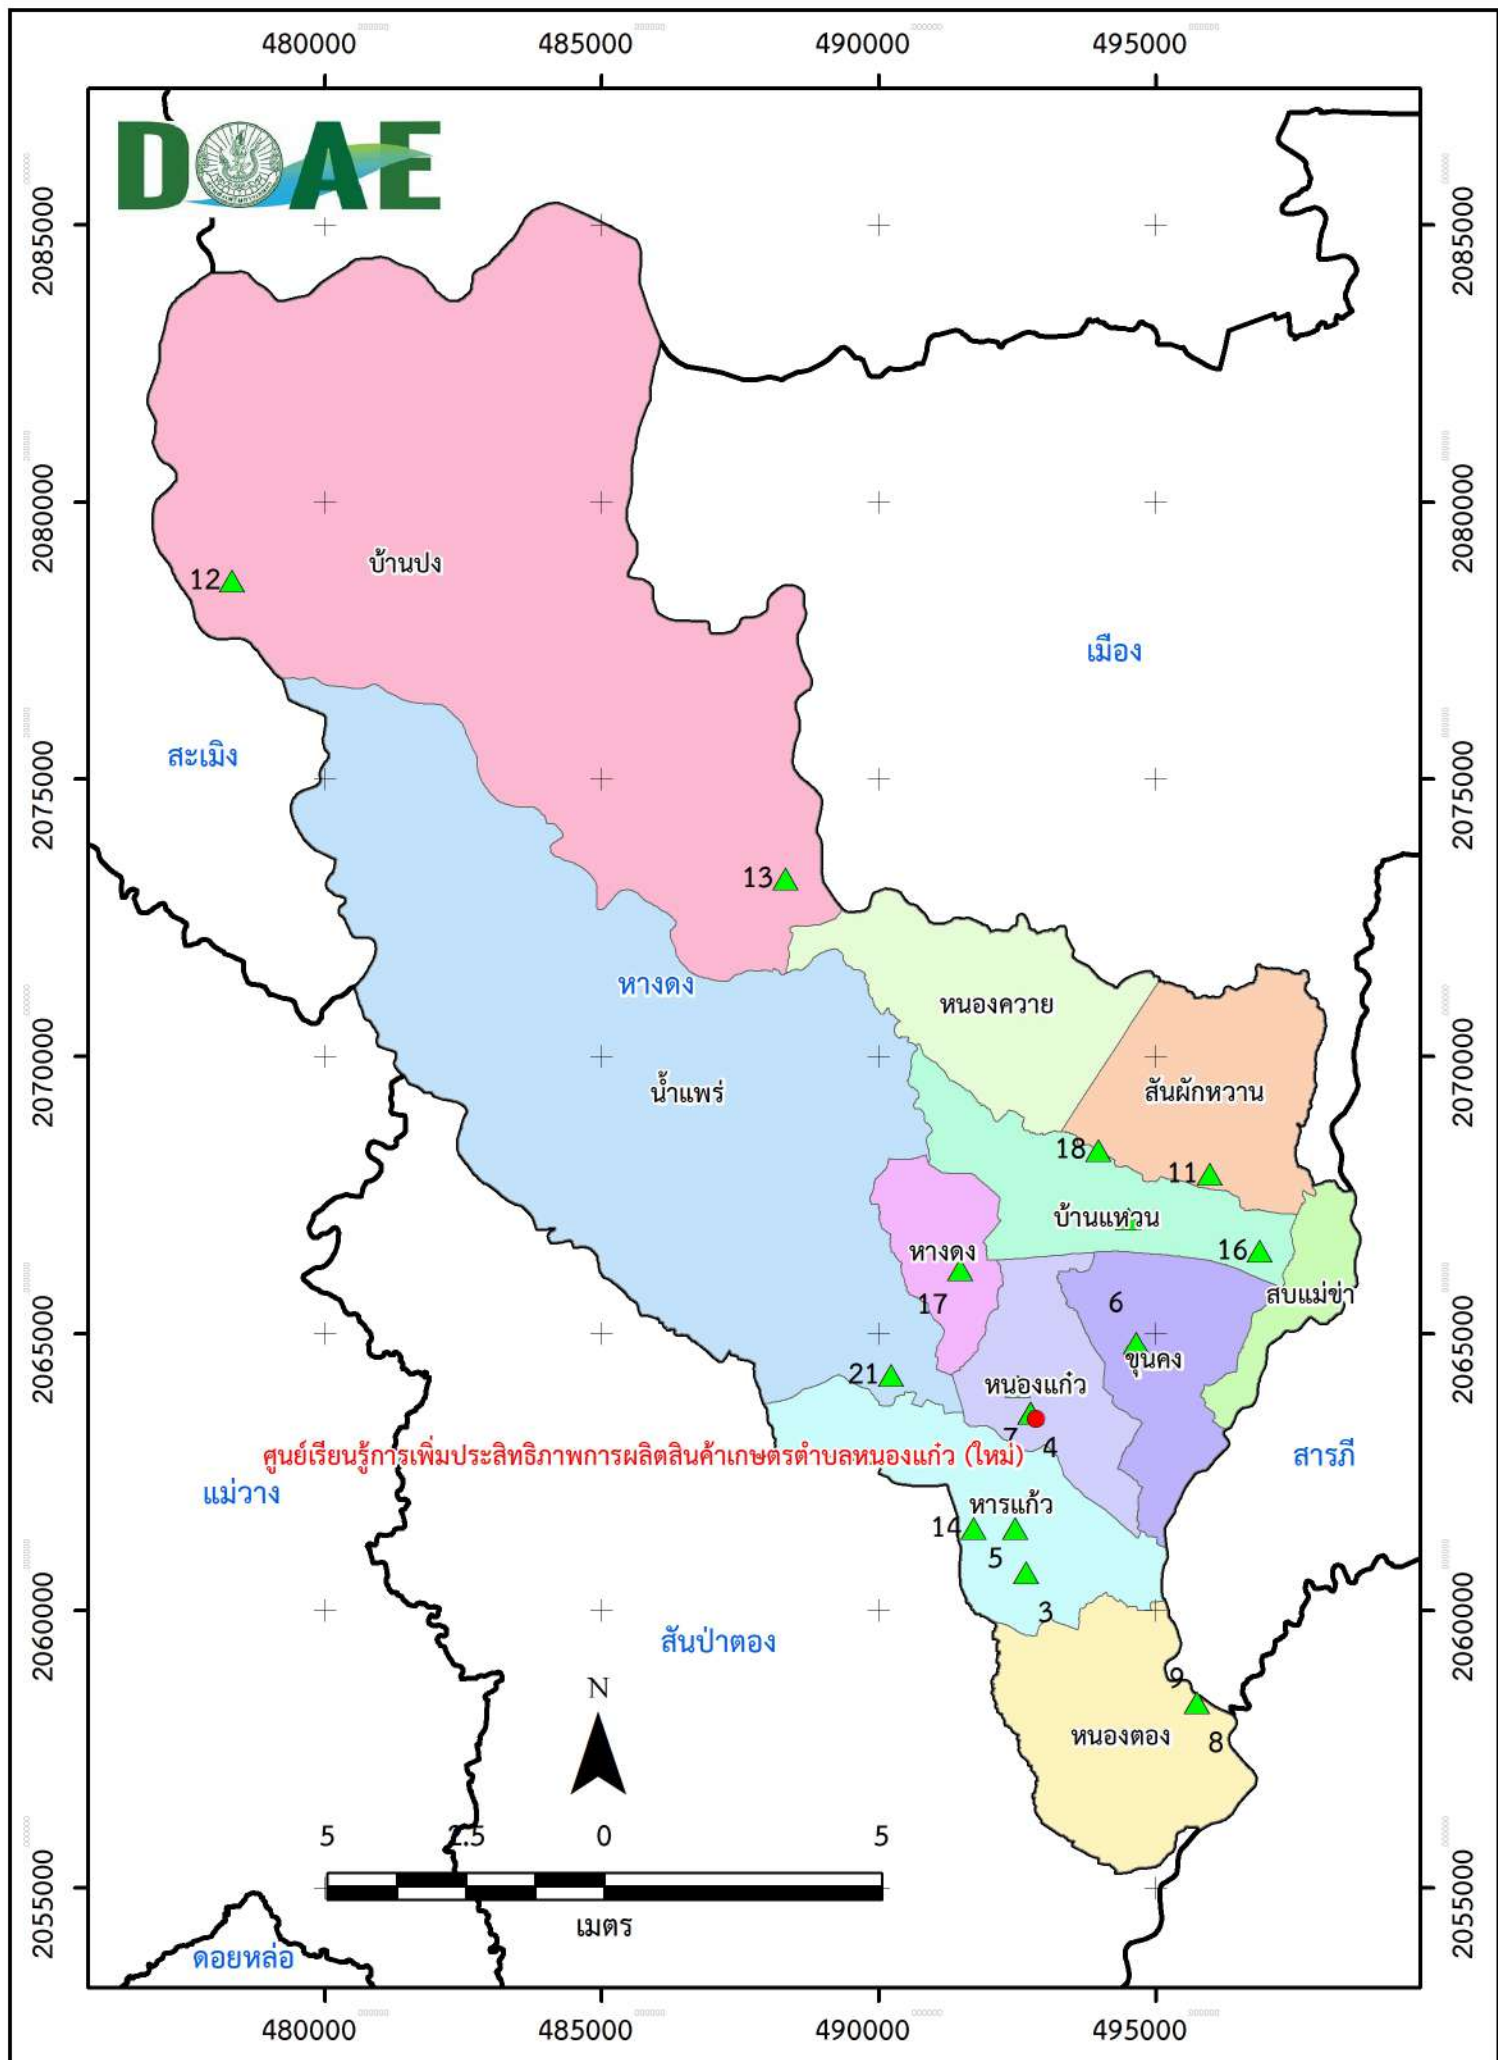 480000 485000 490000 495000
DOAE
2085000
2085000
2080000
2080000
บ้านปง
12
เมือง
สะเมิง
2075000
2075000
13
หางดง
หนองควาย
2070000
2070000
น้ำแพร่
สันผักหวาน
18
11
บ้านแหวน
หางดง
16
สบแม่ข่า
17
6
2065000
2065000
ขุนคง
21
หนองแก๋ว
7
4
ศูนย์เรียนรู้การเพิ่มประสิทธิภาพการผลิตสินค้าเกษตรตำบลหนองแก๋ว (ใหม่)
สารภี
แม่วาง
หารแก้ว
14
5
3
2060000
2060000
สันป่าตอง
N
9
หนองตอง
8
5 2.5 0 5
เมตร
2055000
2055000
ดอยหล่อ
480000 485000 490000 495000